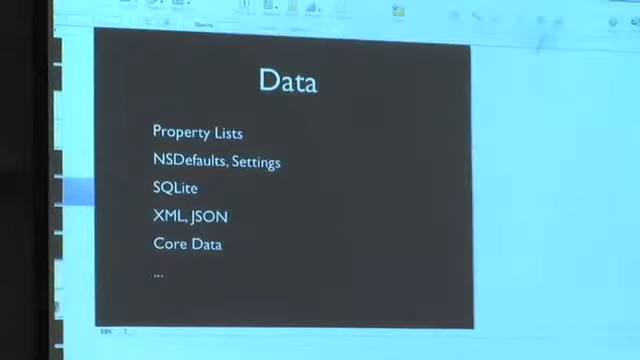 Data
Property Lists
NSDefaults, Settings
SQLite
XML, JSON
Core Data
...